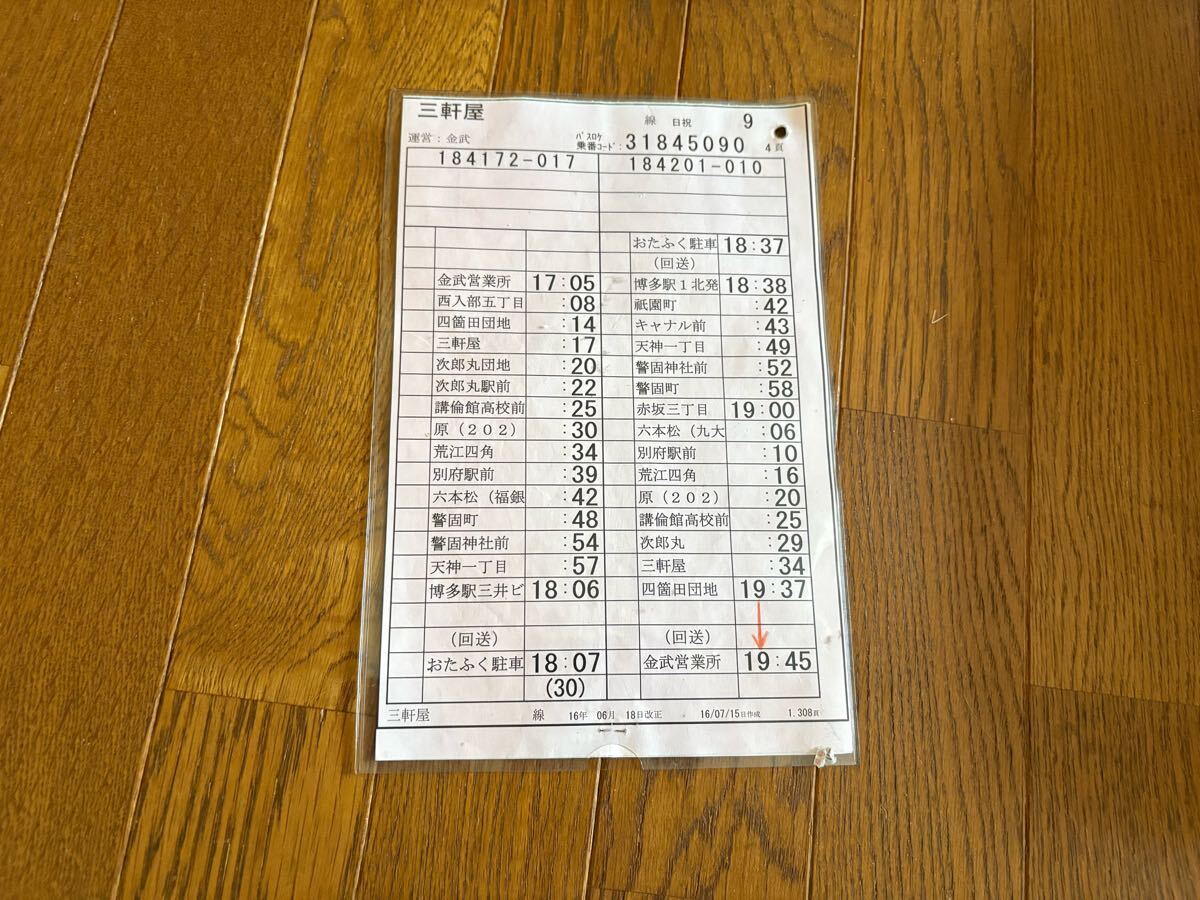 三軒屋 線 日祝 9
運営：金武 ﾊﾞｽﾛｹ 乗番ｺｰﾄﾞ：31845090 4頁
184172-017 184201-010
おたふく駐車 18:37
（回送）
金武営業所 17:05 博多駅１北発 18:38
西入部五丁目 :08 祇園町 :42
四箇田団地 :14 キャナル前 :43
三軒屋 :17 天神一丁目 :49
次郎丸団地 :20 警固神社前 :52
次郎丸駅前 :22 警固町 :58
講倫館高校前 :25 赤坂三丁目 19:00
原（２０２） :30 六本松（九大 :06
荒江四角 :34 別府駅前 :10
別府駅前 :39 荒江四角 :16
六本松（福銀 :42 原（２０２） :20
警固町 :48 講倫館高校前 :25
警固神社前 :54 次郎丸 :29
天神一丁目 :57 三軒屋 :34
博多駅三井ビ 18:06 四箇田団地 19:37
（回送） （回送）
おたふく駐車 18:07 金武営業所 19:45
(30)
三軒屋 線 16年 06月 18日改正 16/07/15日作成 1.308頁